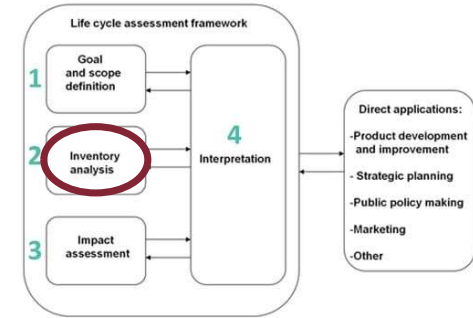 Life cycle assessment framework
1
Goal
and scope
definition
2
Inventory
analysis
3
Impact
assessment
4
Interpretation
Direct applications:
-Product development
and improvement
- Strategic planning
-Public policy making
-Marketing
-Other